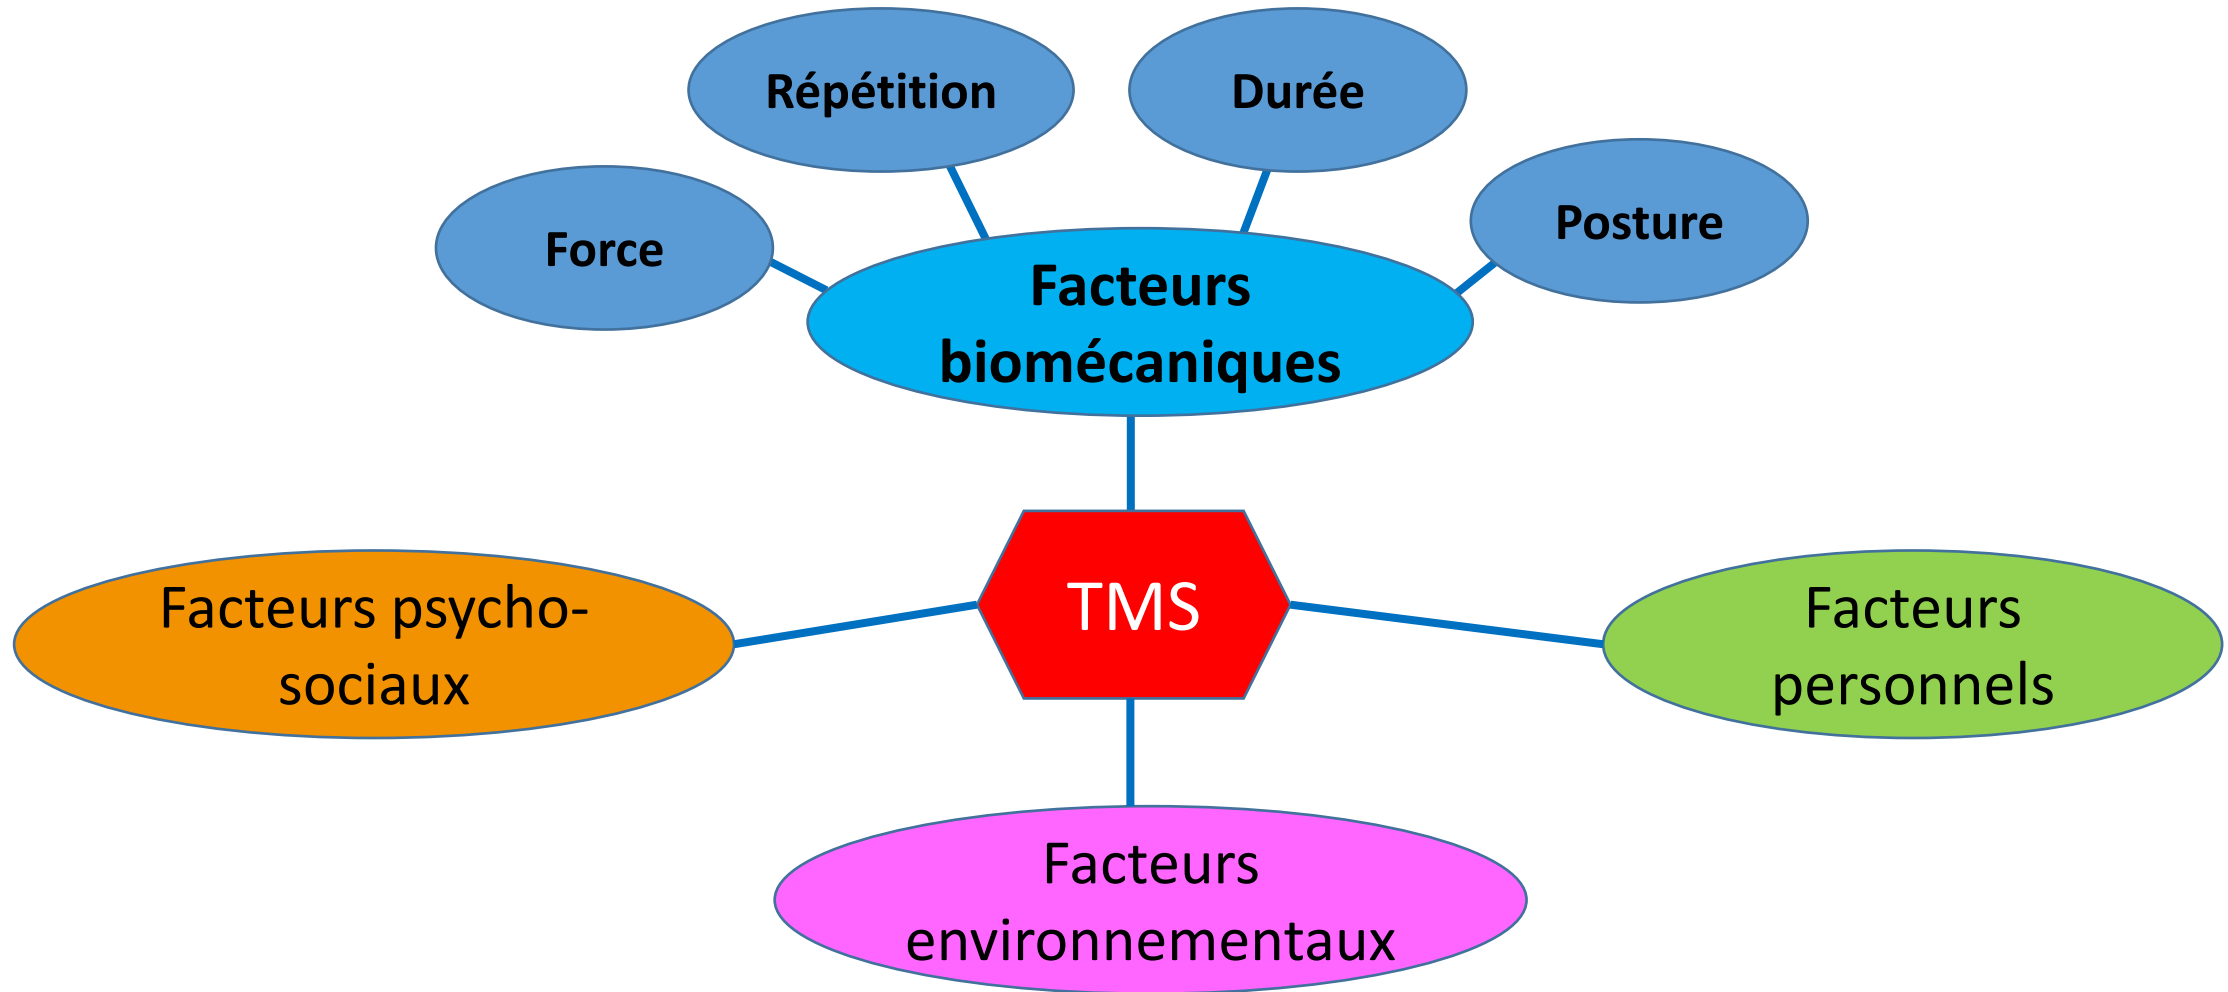 Répétition
Durée
Force
Posture
Facteurs
biomécaniques
TMS
Facteurs psycho-
sociaux
Facteurs
personnels
Facteurs
environnementaux